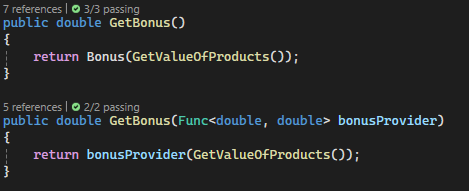 7 references | 3/3 passing
public double GetBonus()
{
    return Bonus(GetValueOfProducts());
}
5 references | 2/2 passing
public double GetBonus(Func<double, double> bonusProvider)
{
    return bonusProvider(GetValueOfProducts());
}